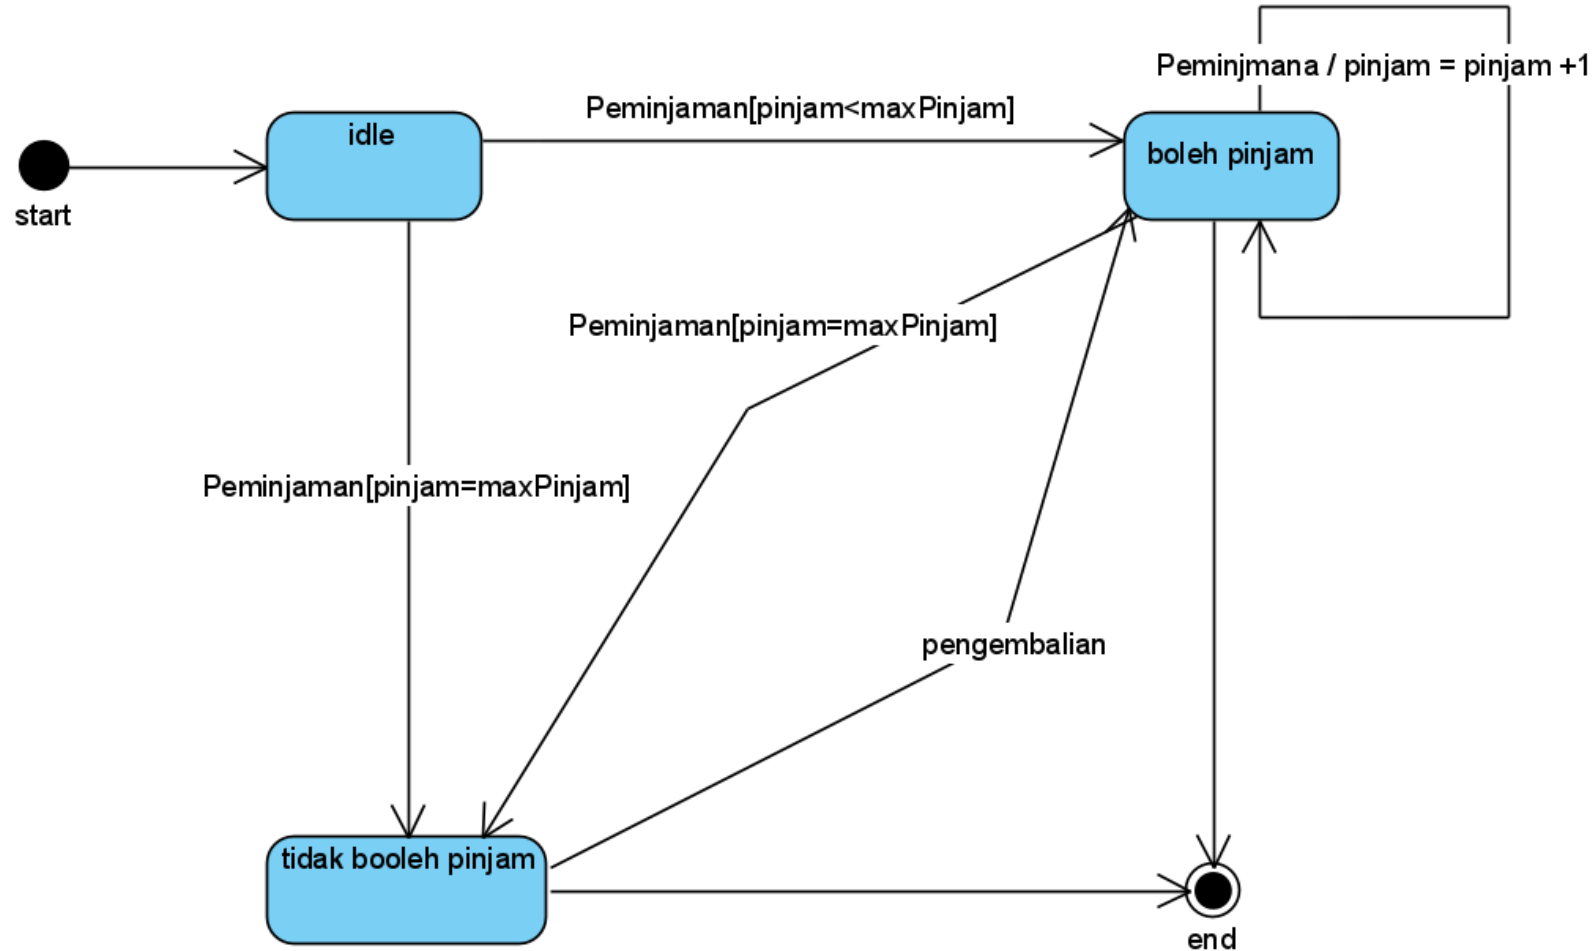 Peminjmana / pinjam = pinjam +1
Peminjaman[pinjam<maxPinjam]
idle
boleh pinjam
start
Peminjaman[pinjam=maxPinjam]
Peminjaman[pinjam=maxPinjam]
pengembalian
tidak booleh pinjam
end